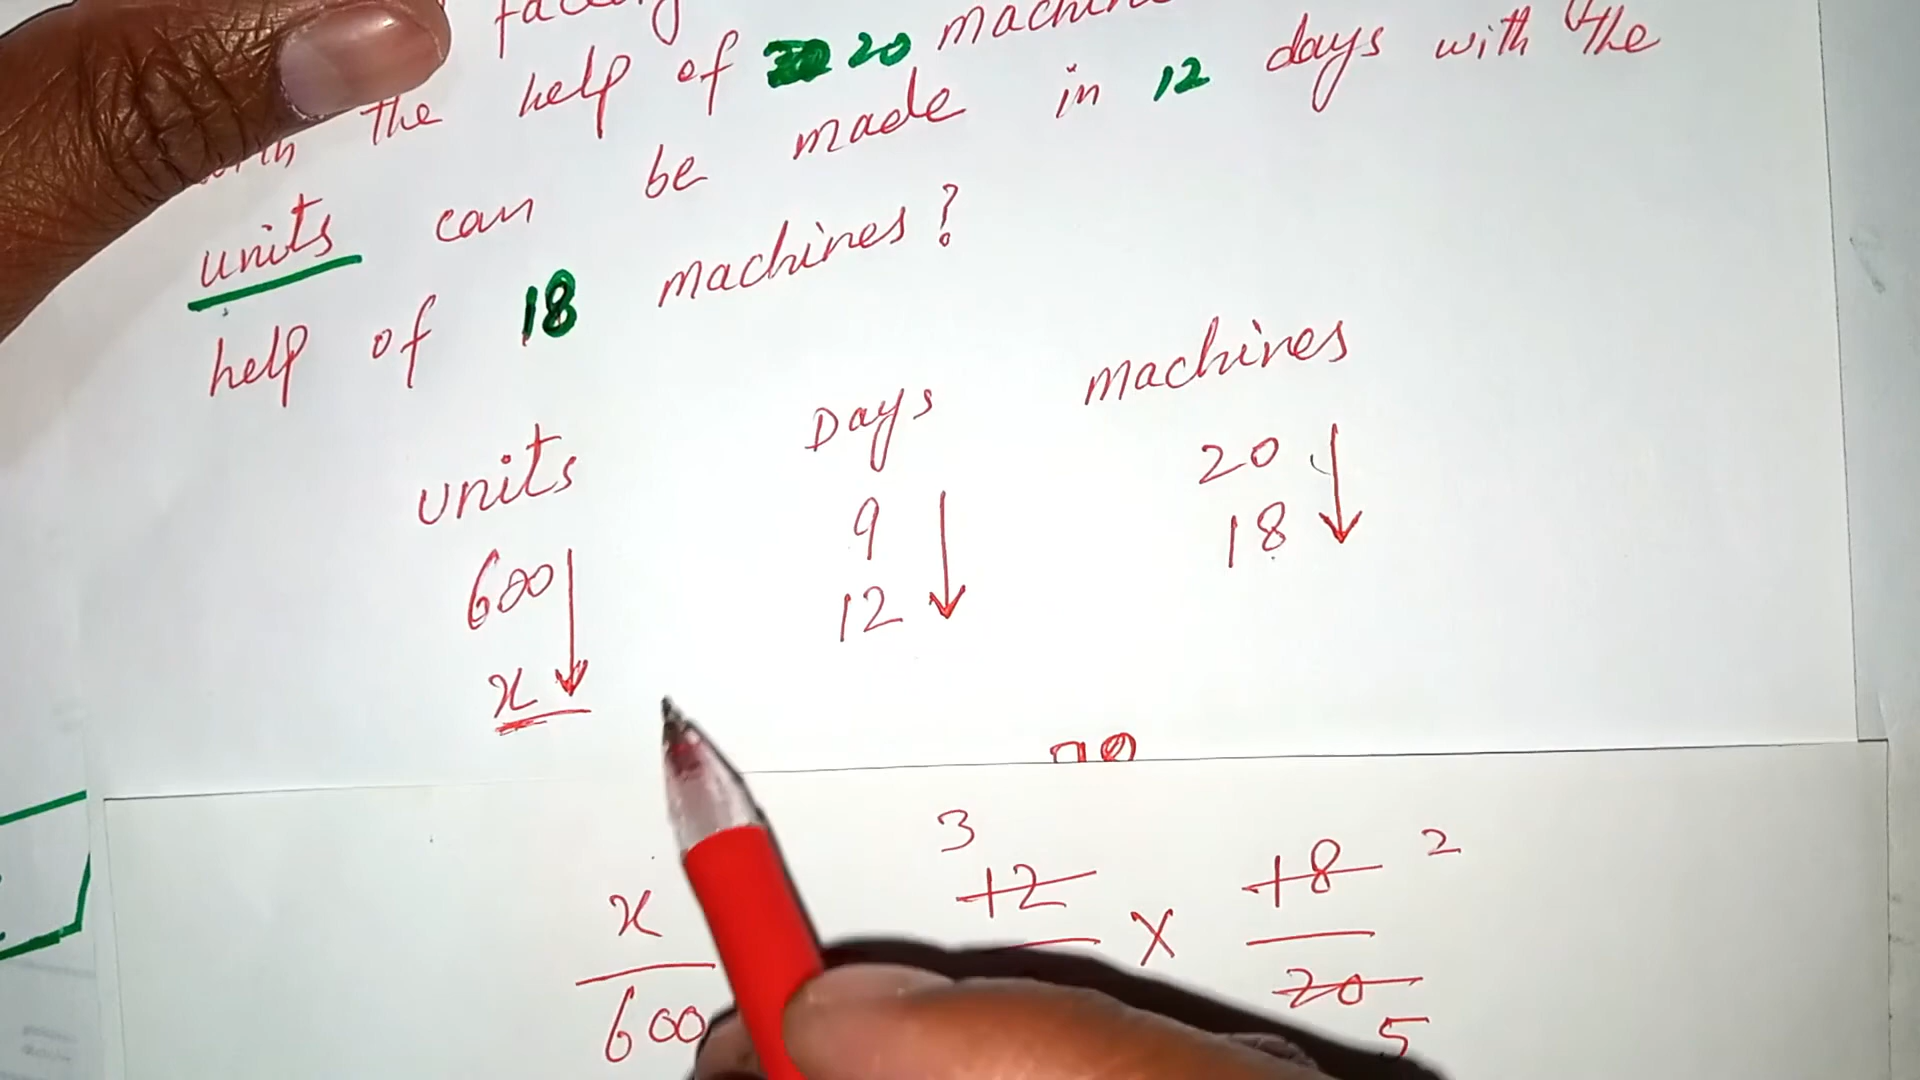 the help of 20 machine
units can be made in 12 days with the
help of 18 machines?
units Days machines
600 9 20
x 12 18
3 2
x 12 X 18
600 20
5